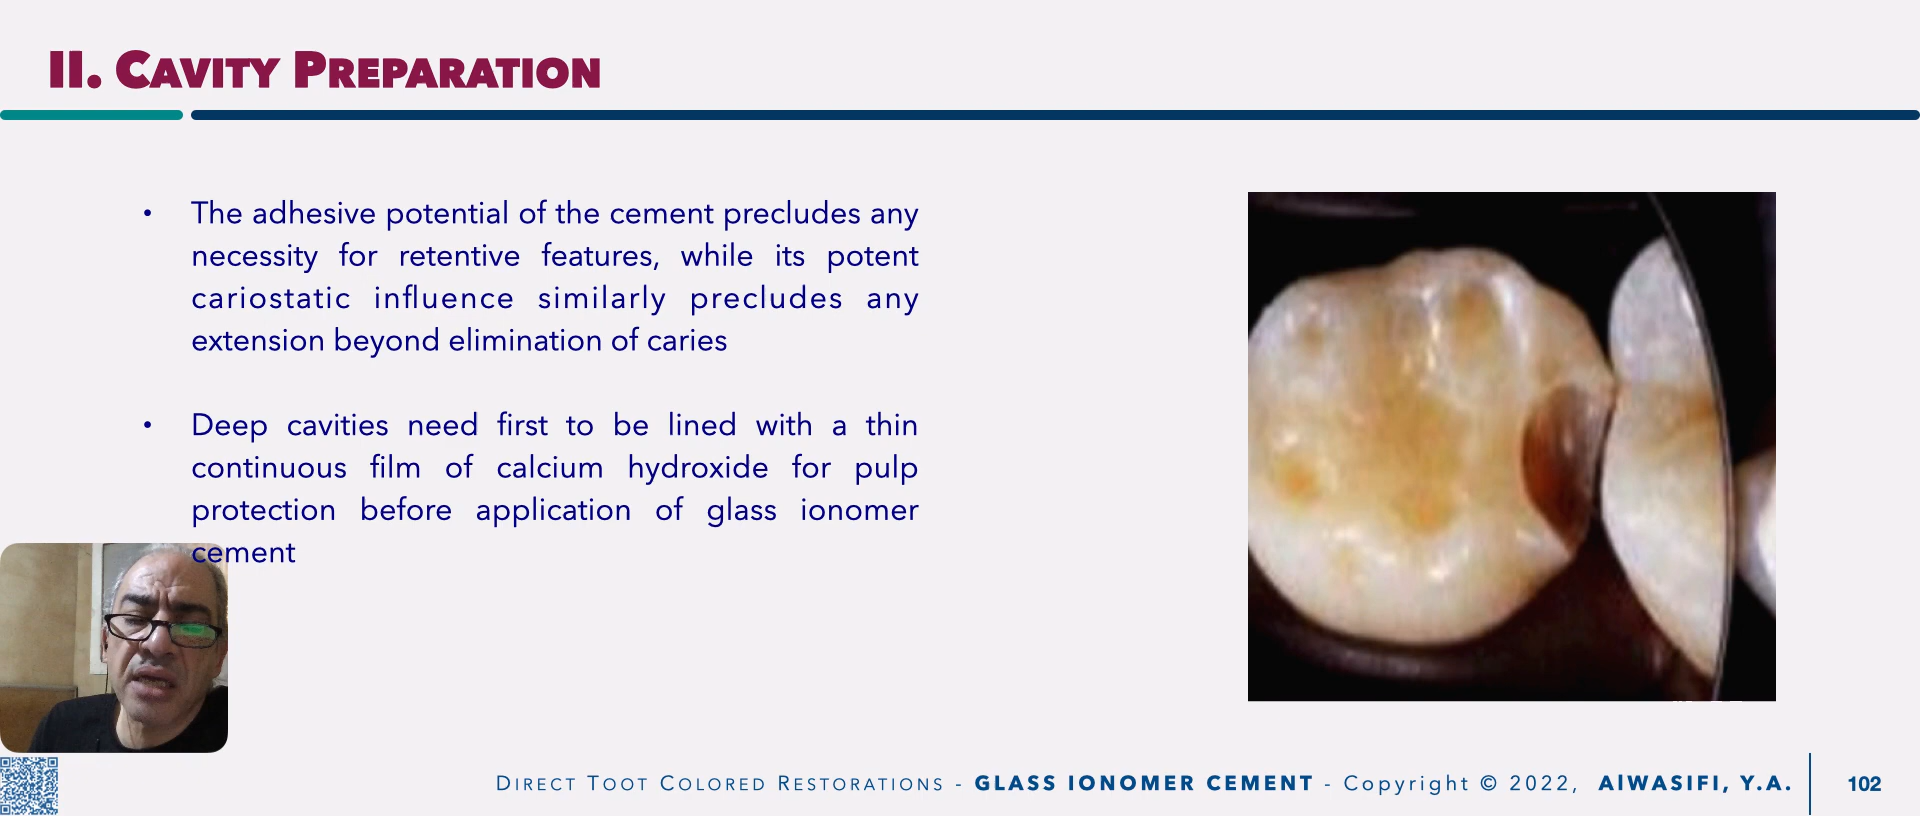 II. CAVITY PREPARATION
• The adhesive potential of the cement precludes any
necessity for retentive features, while its potent
cariostatic influence similarly precludes any
extension beyond elimination of caries
• Deep cavities need first to be lined with a thin
continuous film of calcium hydroxide for pulp
protection before application of glass ionomer
cement
DIRECT TOOT COLORED RESTORATIONS - GLASS IONOMER CEMENT - Copyright © 2022, AlWASIFI, Y.A. 102